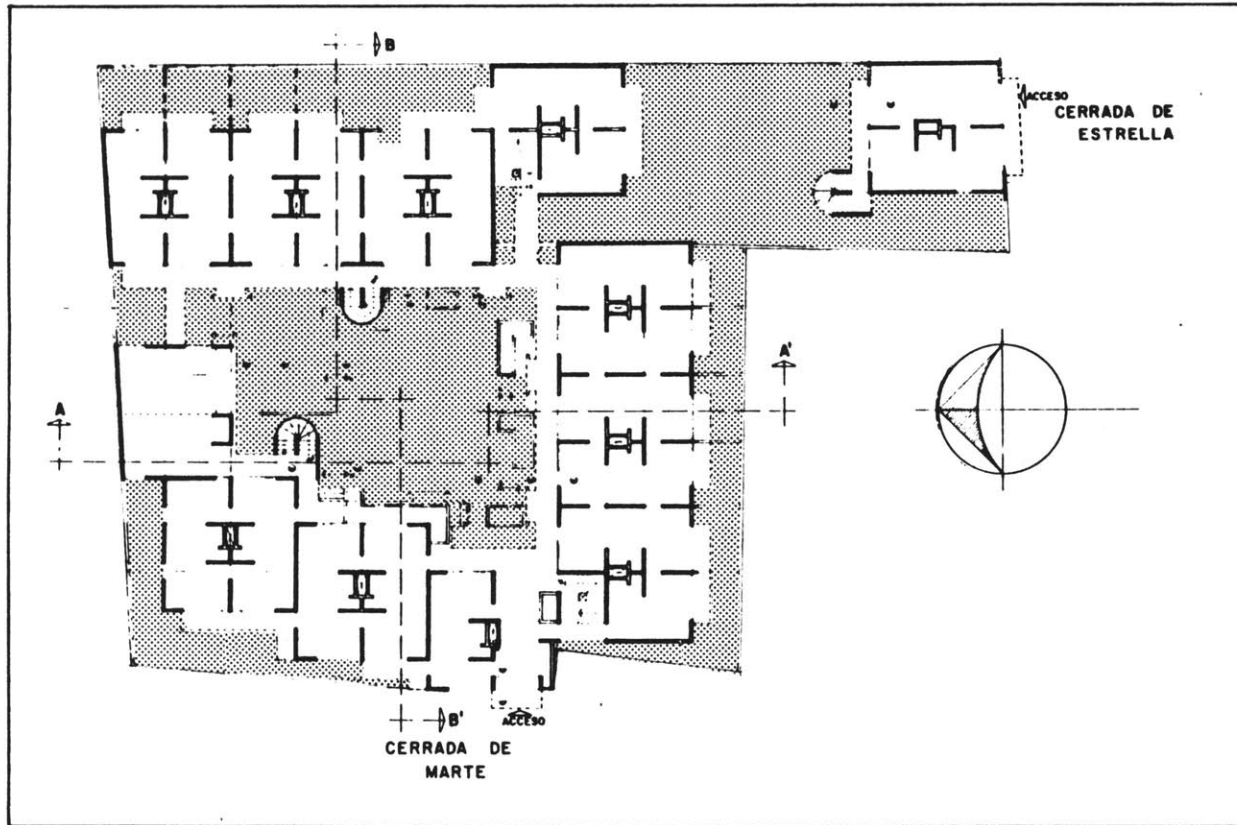 B
ACCESO
CERRADA DE
ESTRELLA
A'
A
B'
ACCESO
CERRADA DE
MARTE